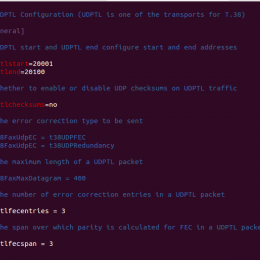 DPTL Configuration (UDPTL is one of the transports for T.38)
neral]
DPTL start and UDPTL end configure start and end addresses
tlstart=20001
tlend=20100
hether to enable or disable UDP checksums on UDPTL traffic
tlchecksums=no
he error correction type to be sent
8FaxUdpEC = t38UDPFEC
8FaxUdpEC = t38UDPRedundancy
he maximum length of a UDPTL packet
8FaxMaxDatagram = 400
he number of error correction entries in a UDPTL packet
tlfecentries = 3
he span over which parity is calculated for FEC in a UDPTL packe
tlfecspan = 3